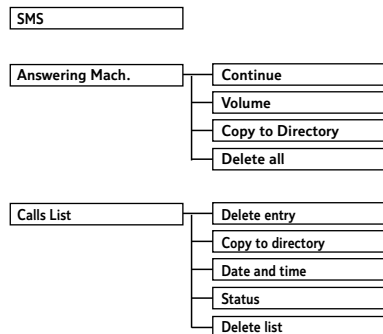 SMS
Answering Mach.
Continue
Volume
Copy to Directory
Delete all
Calls List
Delete entry
Copy to directory
Date and time
Status
Delete list